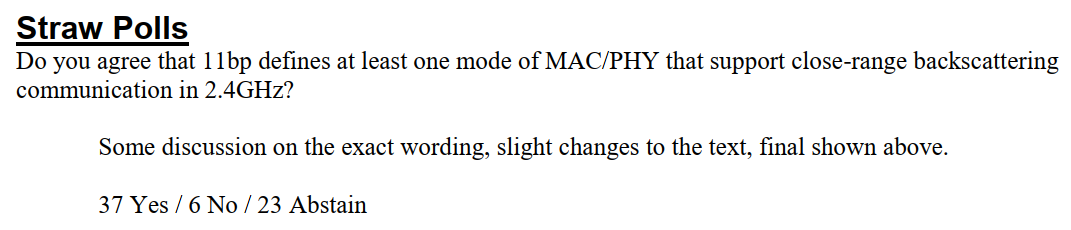 Straw Polls
Do you agree that 11bp defines at least one mode of MAC/PHY that support close-range backscattering
communication in 2.4GHz?
Some discussion on the exact wording, slight changes to the text, final shown above.
37 Yes / 6 No / 23 Abstain